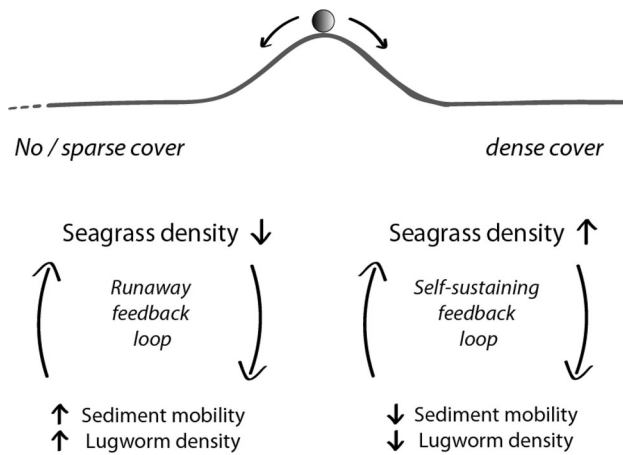 No / sparse cover
dense cover
Seagrass density ↓
Seagrass density ↑
Runaway
feedback
loop
Self-sustaining
feedback
loop
↑ Sediment mobility
↑ Lugworm density
↓ Sediment mobility
↓ Lugworm density